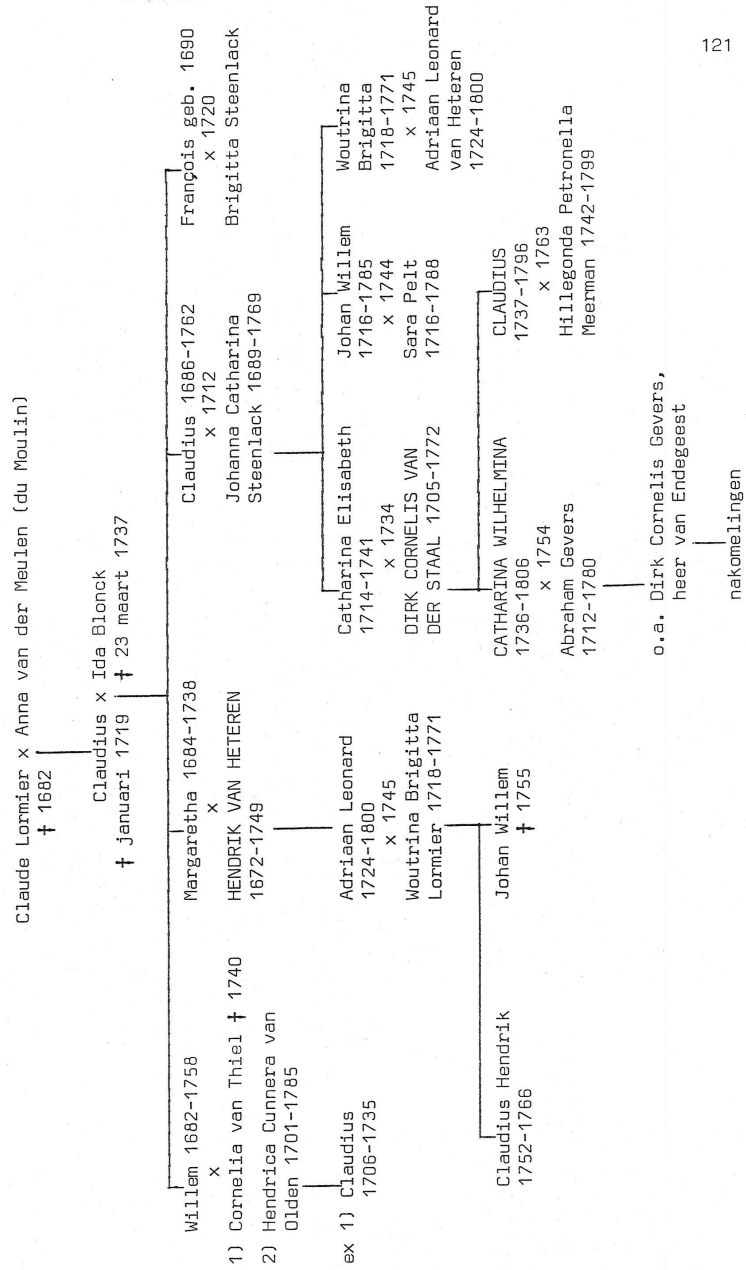 Claude Lormier x Anna van der Meulen (du Moulin)
† 1682
Claudius x Ida Blonck
† januari 1719 † 23 maart 1737
Willem 1682-1758
x
1) Cornelia van Thiel † 1740
2) Hendrica Cunnera van
Olden 1701-1785
ex 1) Claudius
1706-1735
Margaretha 1684-1738
x
HENDRIK VAN HETEREN
1672-1749
Adriaan Leonard
1724-1800
x 1745
Woutrina Brigitta
Lormier 1718-1771
Claudius Hendrik
1752-1766
Johan Willem
† 1755
Claudius 1686-1762
x 1712
Johanna Catharina
Steenlack 1689-1769
Catharina Elisabeth
1714-1741
x 1734
DIRK CORNELIS VAN
DER STAAL 1705-1772
Johan Willem
1716-1785
x 1744
Sara Pelt
1716-1788
Woutrina
Brigitta
1718-1771
x 1745
Adriaan Leonard
van Heteren
1724-1800
CATHARINA WILHELMINA
1736-1806
x 1754
Abraham Gevers
1712-1780
CLAUDIUS
1737-1796
x 1763
Hillegonda Petronella
Meerman 1742-1799
o.a. Dirk Cornelis Gevers,
heer van Endegeest
nakomelingen
François geb. 1690
x 1720
Brigitta Steenlack
121